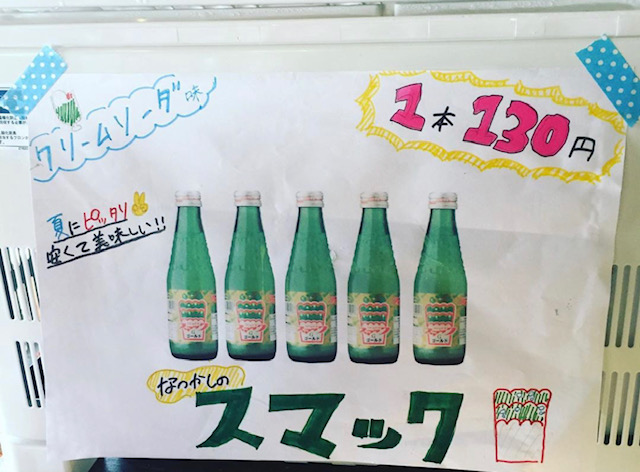 クリームソーダ味
1本130円
夏にピッタリ
安くて美味しい!!
なつかしの
スマック